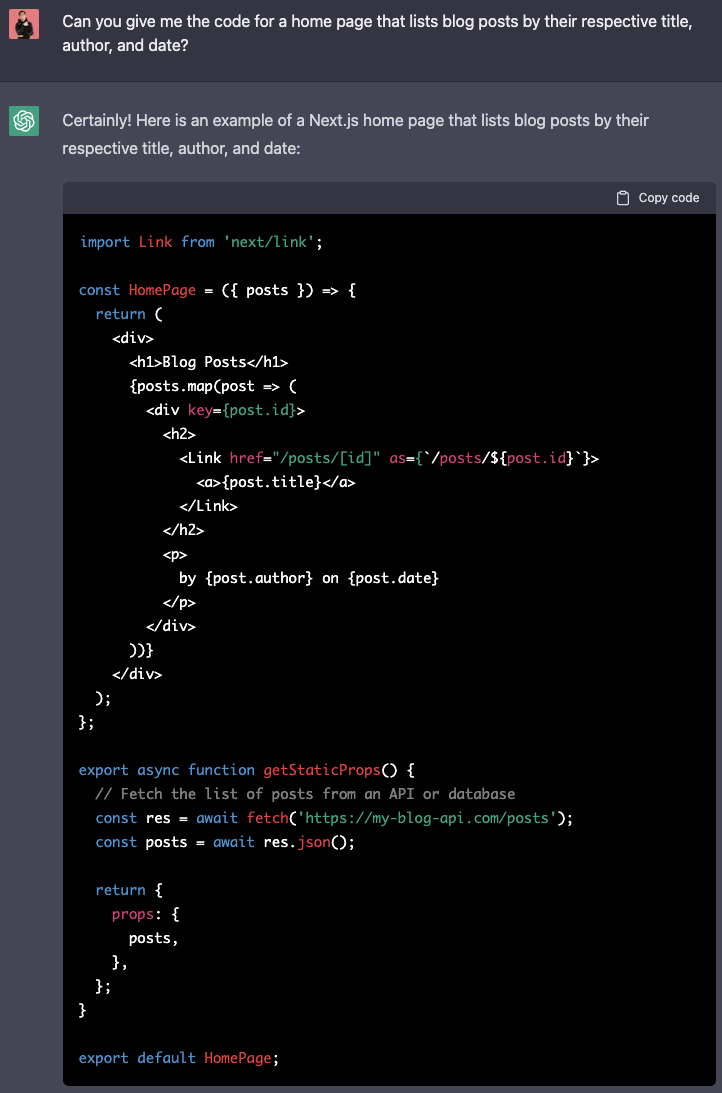 Can you give me the code for a home page that lists blog posts by their respective title,
author, and date?
Certainly! Here is an example of a Next.js home page that lists blog posts by their
respective title, author, and date:
Copy code
import Link from 'next/link';
const HomePage = ({ posts }) => {
  return (
    <div>
      <h1>Blog Posts</h1>
      {posts.map(post => (
        <div key={post.id}>
          <h2>
            <Link href="/posts/[id]" as={`/posts/${post.id}`}>
              <a>{post.title}</a>
            </Link>
          </h2>
          <p>
            by {post.author} on {post.date}
          </p>
        </div>
      ))}
    </div>
  );
};
export async function getStaticProps() {
  // Fetch the list of posts from an API or database
  const res = await fetch('https://my-blog-api.com/posts');
  const posts = await res.json();
  return {
    props: {
      posts,
    },
  };
}
export default HomePage;